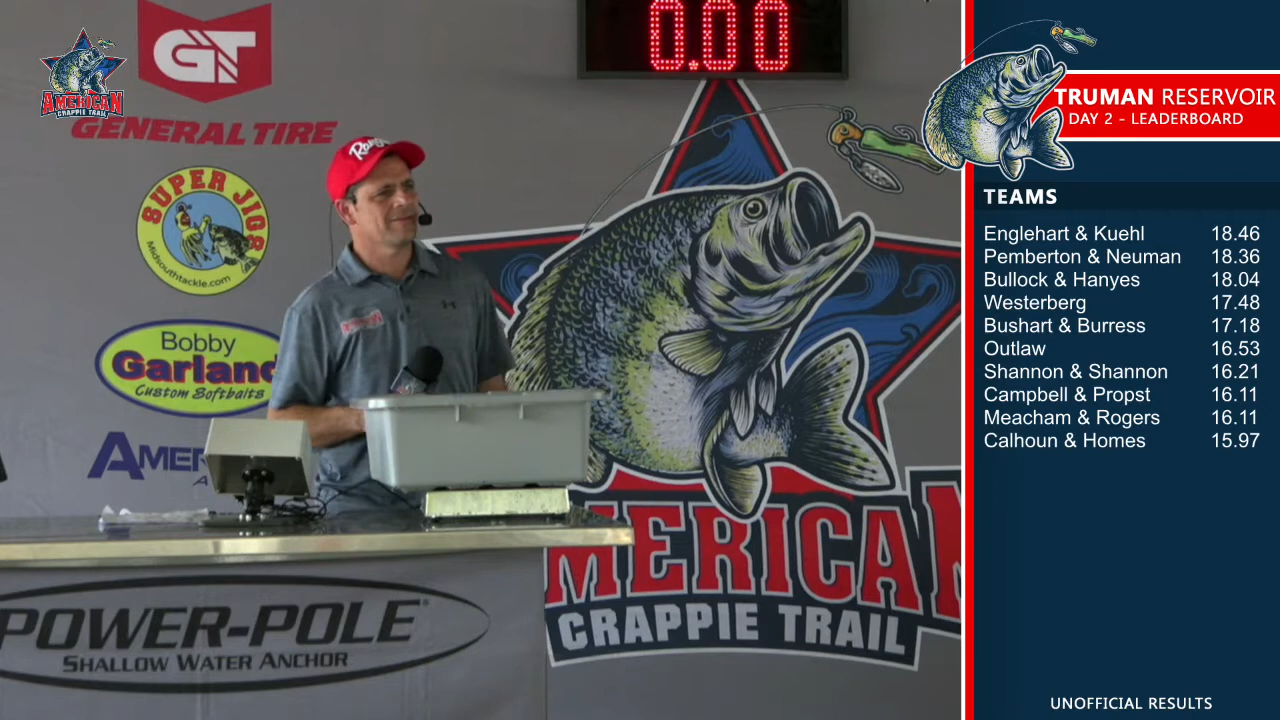 GT
GENERAL TIRE
AMERICAN
CRAPPIE TRAIL
0.00
SUPER JIGS
Midsouthtackle.com
Bobby
Garland
Custom Softbaits
POWER-POLE
SHALLOW WATER ANCHOR
MERICAN
CRAPPIE TRAIL
TRUMAN RESERVOIR
DAY 2 - LEADERBOARD
TEAMS
Englehart & Kuehl 18.46
Pemberton & Neuman 18.36
Bullock & Hanyes 18.04
Westerberg 17.48
Bushart & Burress 17.18
Outlaw 16.53
Shannon & Shannon 16.21
Campbell & Propst 16.11
Meacham & Rogers 16.11
Calhoun & Homes 15.97
UNOFFICIAL RESULTS